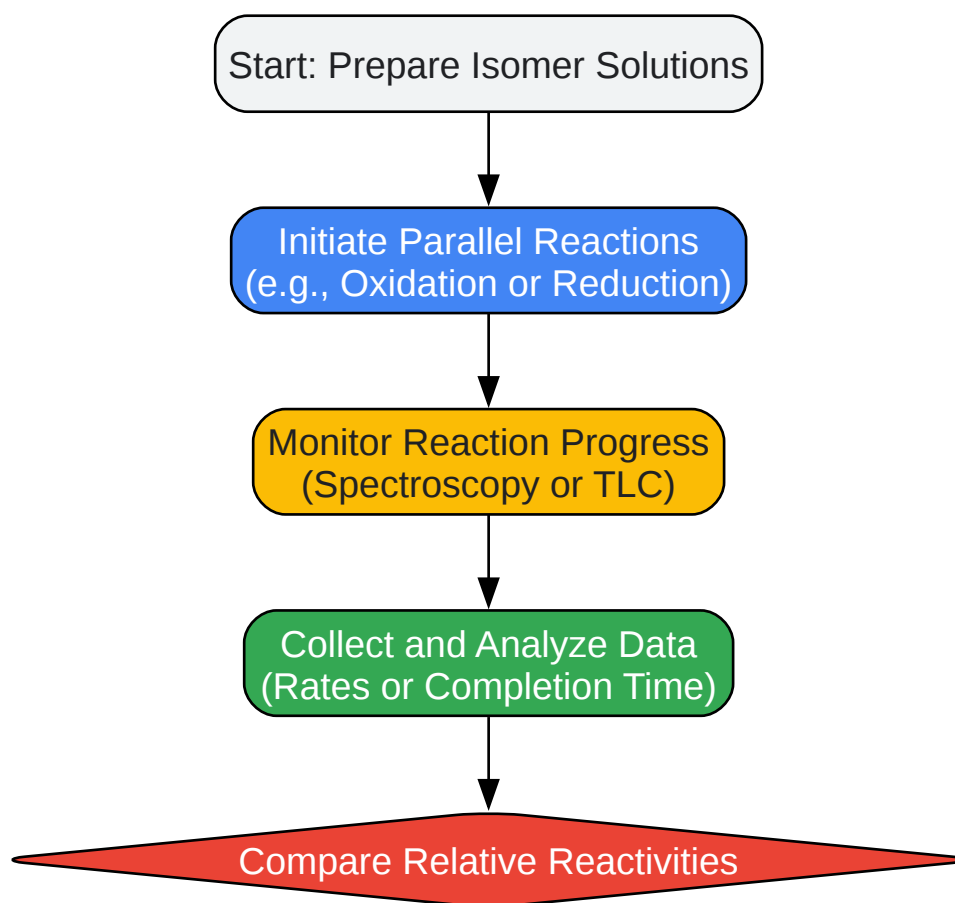 Start: Prepare Isomer Solutions
Initiate Parallel Reactions
(e.g., Oxidation or Reduction)
Monitor Reaction Progress
(Spectroscopy or TLC)
Collect and Analyze Data
(Rates or Completion Time)
Compare Relative Reactivities